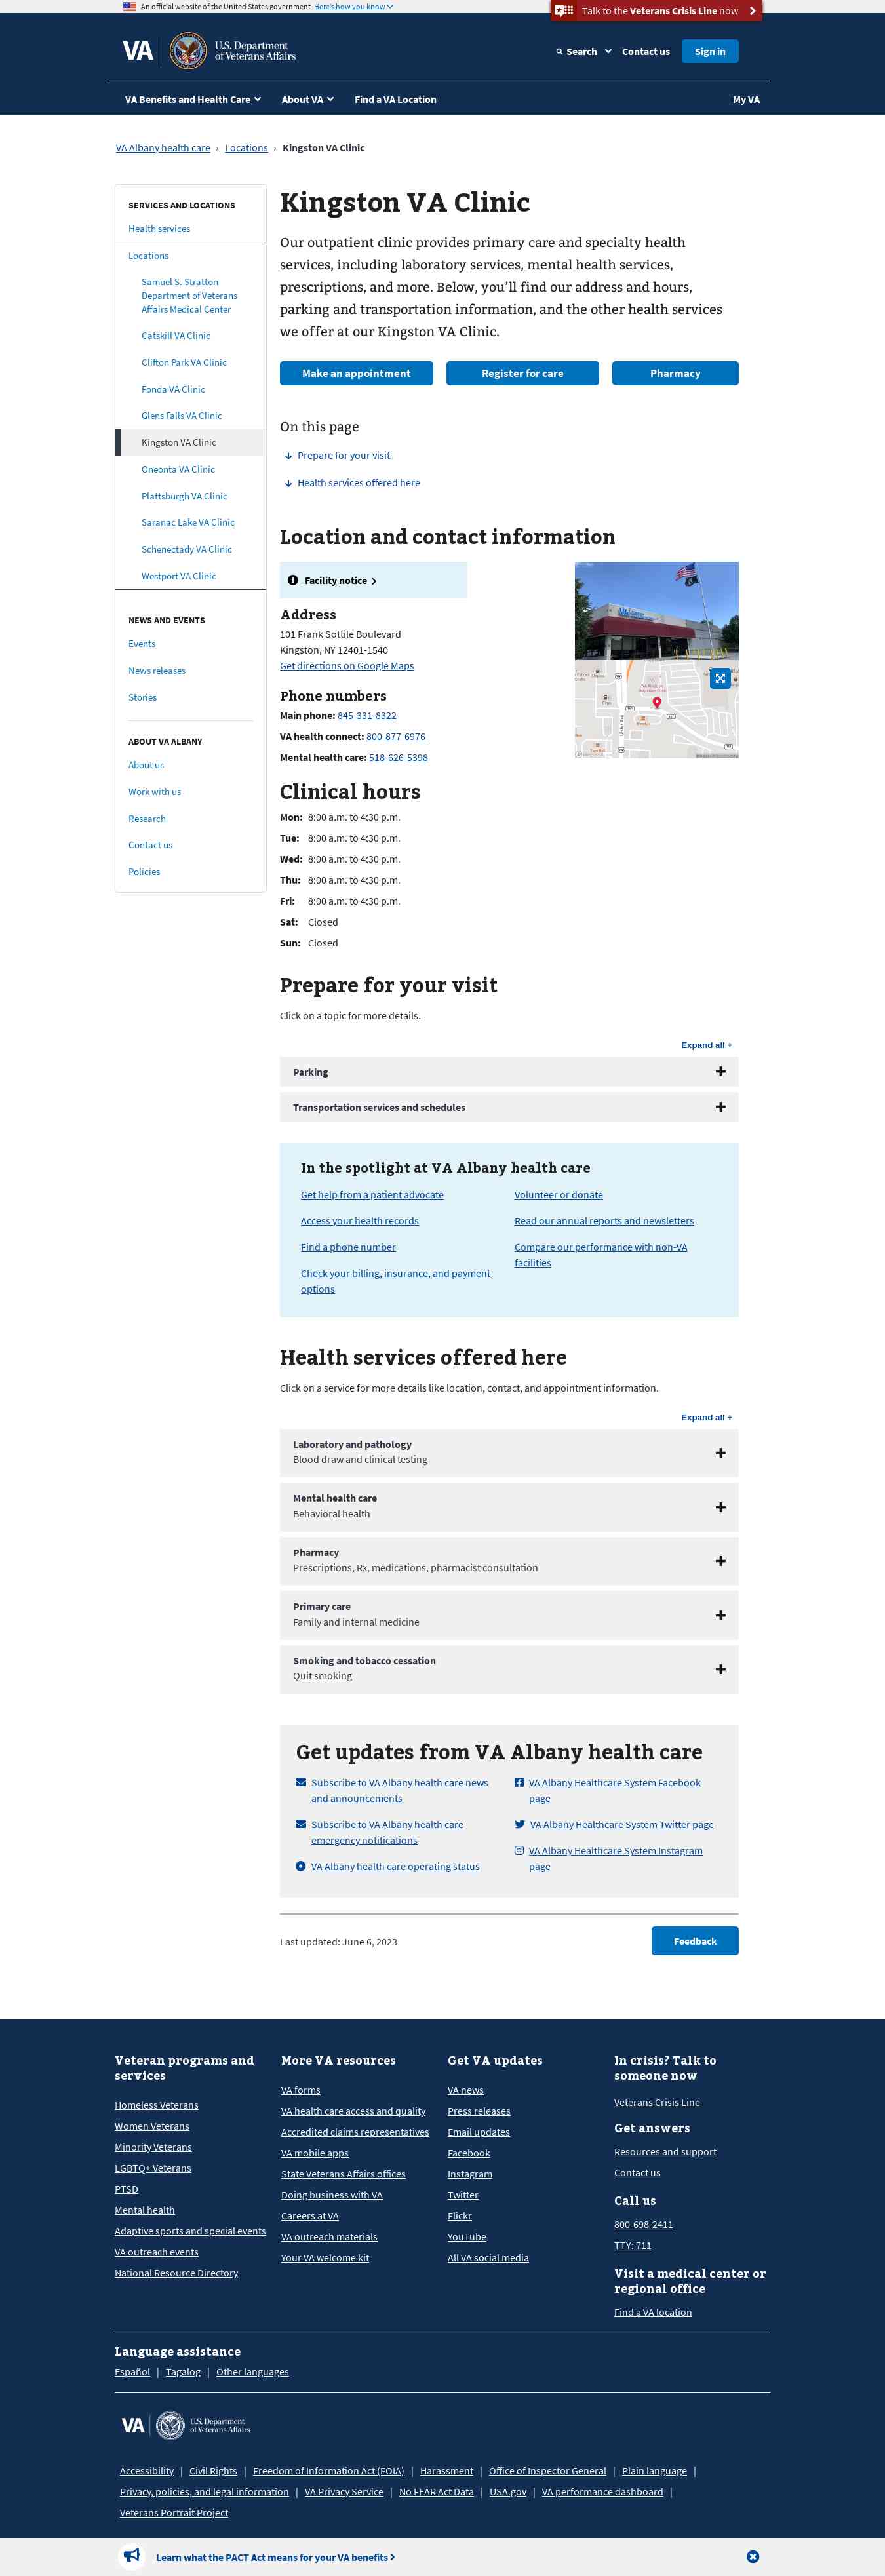 An official website of the United States government Here's how you know
Talk to the Veterans Crisis Line now
VA
U.S. Department
of Veterans Affairs
Search
Contact us
Sign in
VA Benefits and Health Care
About VA
Find a VA Location
My VA
VA Albany health care › Locations › Kingston VA Clinic
SERVICES AND LOCATIONS
Health services
Locations
Samuel S. Stratton
Department of Veterans
Affairs Medical Center
Catskill VA Clinic
Clifton Park VA Clinic
Fonda VA Clinic
Glens Falls VA Clinic
Kingston VA Clinic
Oneonta VA Clinic
Plattsburgh VA Clinic
Saranac Lake VA Clinic
Schenectady VA Clinic
Westport VA Clinic
NEWS AND EVENTS
Events
News releases
Stories
ABOUT VA ALBANY
About us
Work with us
Research
Contact us
Policies
Kingston VA Clinic
Our outpatient clinic provides primary care and specialty health
services, including laboratory services, mental health services,
prescriptions, and more. Below, you'll find our address and hours,
parking and transportation information, and the other health services
we offer at our Kingston VA Clinic.
Make an appointment
Register for care
Pharmacy
On this page
Prepare for your visit
Health services offered here
Location and contact information
Facility notice
Address
101 Frank Sottile Boulevard
Kingston, NY 12401-1540
Get directions on Google Maps
Phone numbers
Main phone: 845-331-8322
VA health connect: 800-877-6976
Mental health care: 518-626-5398
Clinical hours
Mon: 8:00 a.m. to 4:30 p.m.
Tue: 8:00 a.m. to 4:30 p.m.
Wed: 8:00 a.m. to 4:30 p.m.
Thu: 8:00 a.m. to 4:30 p.m.
Fri: 8:00 a.m. to 4:30 p.m.
Sat: Closed
Sun: Closed
Prepare for your visit
Click on a topic for more details.
Expand all +
Parking
Transportation services and schedules
In the spotlight at VA Albany health care
Get help from a patient advocate
Access your health records
Find a phone number
Check your billing, insurance, and payment
options
Volunteer or donate
Read our annual reports and newsletters
Compare our performance with non-VA
facilities
Health services offered here
Click on a service for more details like location, contact, and appointment information.
Expand all +
Laboratory and pathology
Blood draw and clinical testing
Mental health care
Behavioral health
Pharmacy
Prescriptions, Rx, medications, pharmacist consultation
Primary care
Family and internal medicine
Smoking and tobacco cessation
Quit smoking
Get updates from VA Albany health care
Subscribe to VA Albany health care news
and announcements
Subscribe to VA Albany health care
emergency notifications
VA Albany health care operating status
VA Albany Healthcare System Facebook
page
VA Albany Healthcare System Twitter page
VA Albany Healthcare System Instagram
page
Last updated: June 6, 2023
Feedback
Veteran programs and
services
Homeless Veterans
Women Veterans
Minority Veterans
LGBTQ+ Veterans
PTSD
Mental health
Adaptive sports and special events
VA outreach events
National Resource Directory
More VA resources
VA forms
VA health care access and quality
Accredited claims representatives
VA mobile apps
State Veterans Affairs offices
Doing business with VA
Careers at VA
VA outreach materials
Your VA welcome kit
Get VA updates
VA news
Press releases
Email updates
Facebook
Instagram
Twitter
Flickr
YouTube
All VA social media
In crisis? Talk to
someone now
Veterans Crisis Line
Get answers
Resources and support
Contact us
Call us
800-698-2411
TTY: 711
Visit a medical center or
regional office
Find a VA location
Language assistance
Español | Tagalog | Other languages
VA
U.S. Department
of Veterans Affairs
Accessibility | Civil Rights | Freedom of Information Act (FOIA) | Harassment | Office of Inspector General | Plain language |
Privacy, policies, and legal information | VA Privacy Service | No FEAR Act Data | USA.gov | VA performance dashboard |
Veterans Portrait Project
Learn what the PACT Act means for your VA benefits